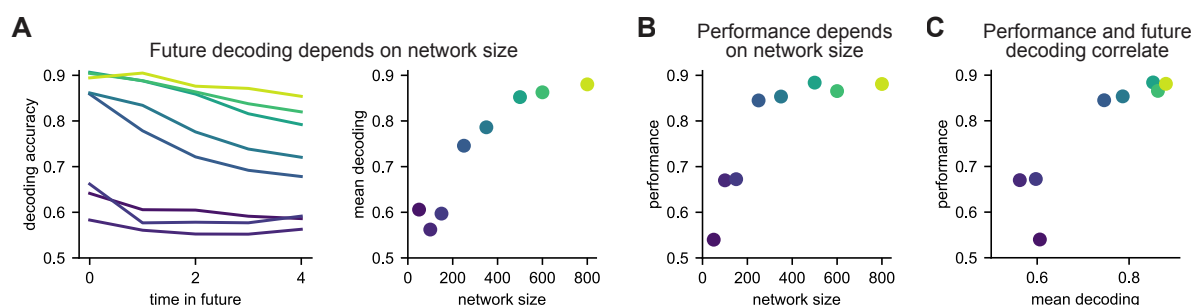 A
Future decoding depends on network size
decoding accuracy
0.9
0.8
0.7
0.6
0.5
0
2
4
time in future
mean decoding
0.9
0.8
0.7
0.6
0.5
0
200
400
600
800
network size
B
Performance depends
on network size
performance
0.9
0.8
0.7
0.6
0.5
0
200
400
600
800
network size
C
Performance and future
decoding correlate
performance
0.9
0.8
0.7
0.6
0.5
0.6
0.8
mean decoding